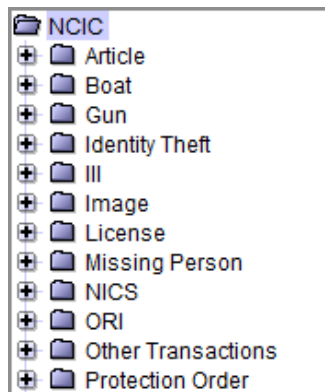 NCIC
Article
Boat
Gun
Identity Theft
III
Image
License
Missing Person
NICS
ORI
Other Transactions
Protection Order